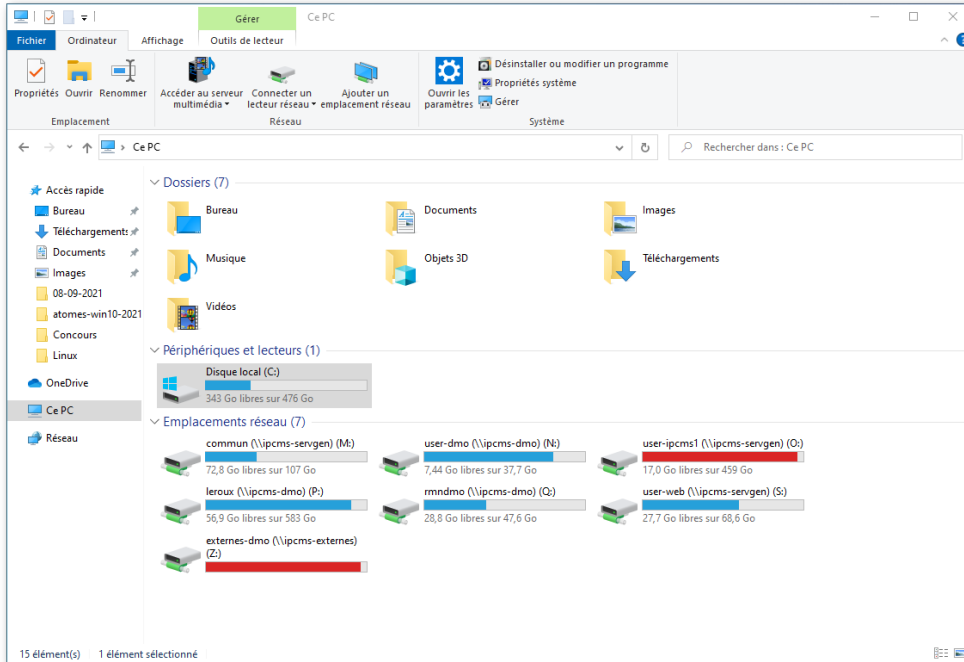 Gérer
Ce PC
Fichier
Ordinateur
Affichage
Outils de lecteur
Propriétés
Ouvrir
Renommer
Accéder au serveur
multimédia
Connecter un
lecteur réseau
Ajouter un
emplacement réseau
Ouvrir les
paramètres
Désinstaller ou modifier un programme
Propriétés système
Gérer
Emplacement
Réseau
Système
Ce PC
Rechercher dans : Ce PC
Accès rapide
Bureau
Téléchargements
Documents
Images
08-09-2021
atomes-win10-2021
Concours
Linux
OneDrive
Ce PC
Réseau
Dossiers (7)
Bureau
Documents
Images
Musique
Objets 3D
Téléchargements
Vidéos
Périphériques et lecteurs (1)
Disque local (C:)
343 Go libres sur 476 Go
Emplacements réseau (7)
commun (\\ipcms-servgen) (M:)
72,8 Go libres sur 107 Go
user-dmo (\\ipcms-dmo) (N:)
7,44 Go libres sur 37,7 Go
user-ipcms1 (\\ipcms-servgen) (O:)
17,0 Go libres sur 459 Go
leroux (\\ipcms-dmo) (P:)
56,9 Go libres sur 583 Go
rmndmo (\\ipcms-dmo) (Q:)
28,8 Go libres sur 47,6 Go
user-web (\\ipcms-servgen) (S:)
27,7 Go libres sur 68,6 Go
externes-dmo (\\ipcms-externes)
(Z:)
15 élément(s)
1 élément sélectionné